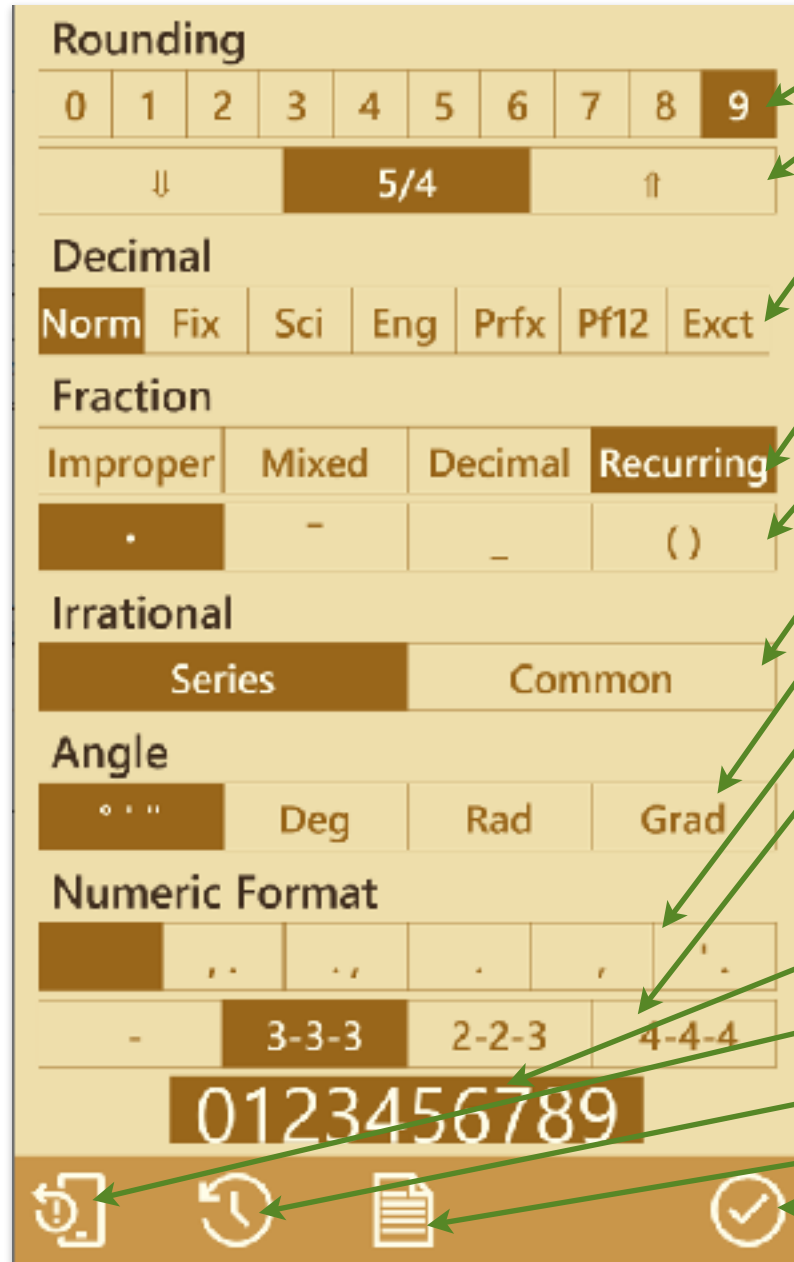 Rounding
0 1 2 3 4 5 6 7 8 9
⇓ 5/4 ⇑
Decimal
Norm Fix Sci Eng Prfx Pf12 Exct
Fraction
Improper Mixed Decimal Recurring
· ¯ _ ( )
Irrational
Series Common
Angle
° ' " Deg Rad Grad
Numeric Format
, . . , . , ' .
- 3-3-3 2-2-3 4-4-4
0123456789